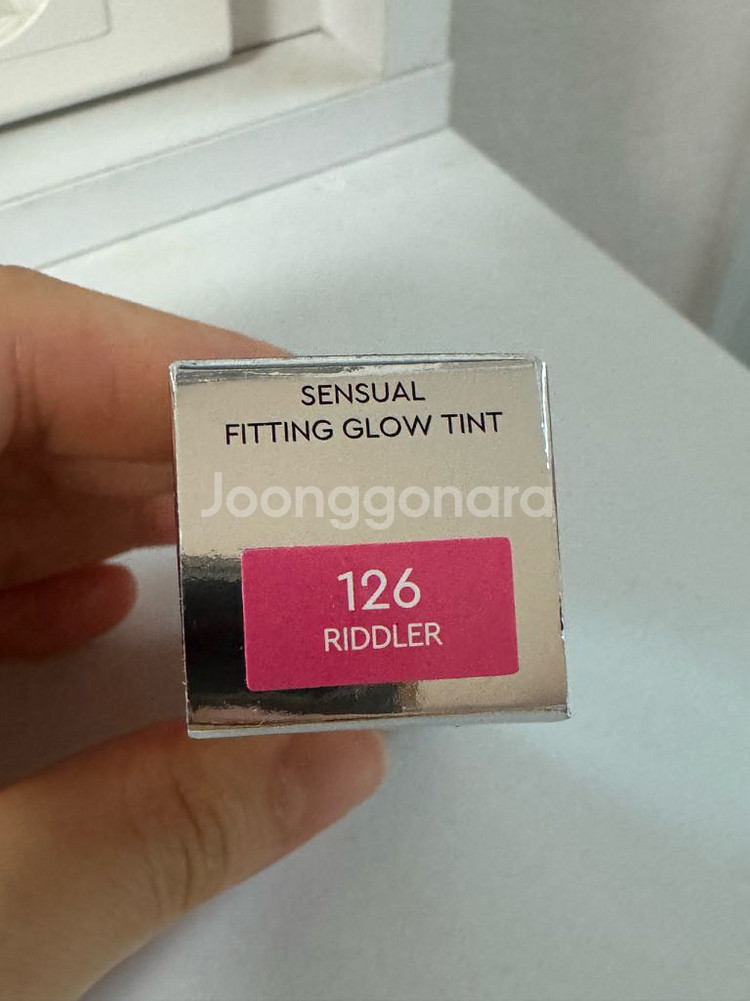 SENSUAL
FITTING GLOW TINT
Joonggonara
126
RIDDLER